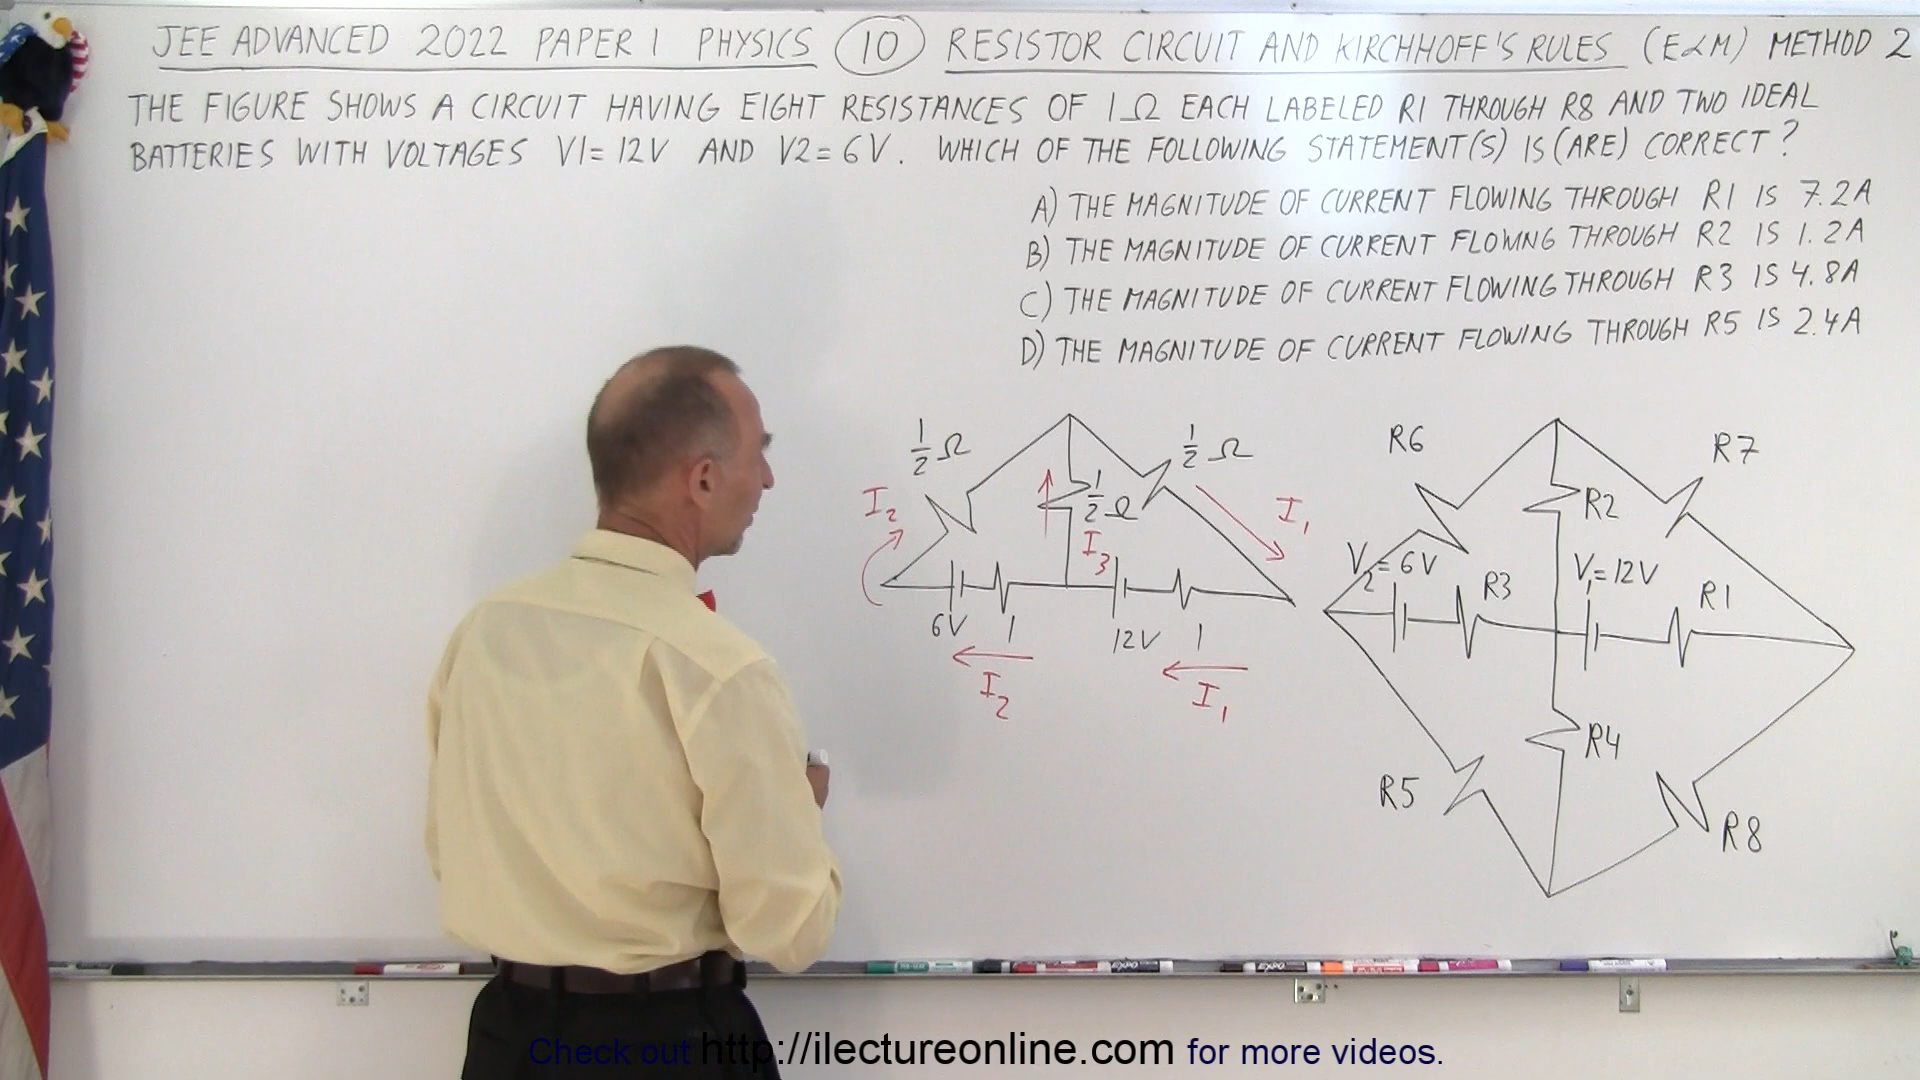 JEE ADVANCED 2022 PAPER 1 PHYSICS 10 RESISTOR CIRCUIT AND KIRCHHOFF'S RULES (E&M) METHOD 2
THE FIGURE SHOWS A CIRCUIT HAVING EIGHT RESISTANCES OF 1Ω EACH LABELED R1 THROUGH R8 AND TWO IDEAL
BATTERIES WITH VOLTAGES V1=12V AND V2=6V. WHICH OF THE FOLLOWING STATEMENT(S) IS (ARE) CORRECT?
A) THE MAGNITUDE OF CURRENT FLOWING THROUGH R1 IS 7.2A
B) THE MAGNITUDE OF CURRENT FLOWING THROUGH R2 IS 1.2A
C) THE MAGNITUDE OF CURRENT FLOWING THROUGH R3 IS 4.8A
D) THE MAGNITUDE OF CURRENT FLOWING THROUGH R5 IS 2.4A
1/2 Ω
1/2 Ω
I2
1/2 Ω
I1
I3
6V 1
12V 1
I2
I1
R6
R7
R2
V2=6V
R3
V1=12V
R1
R4
R5
R8
Check out http://ilectureonline.com for more videos.